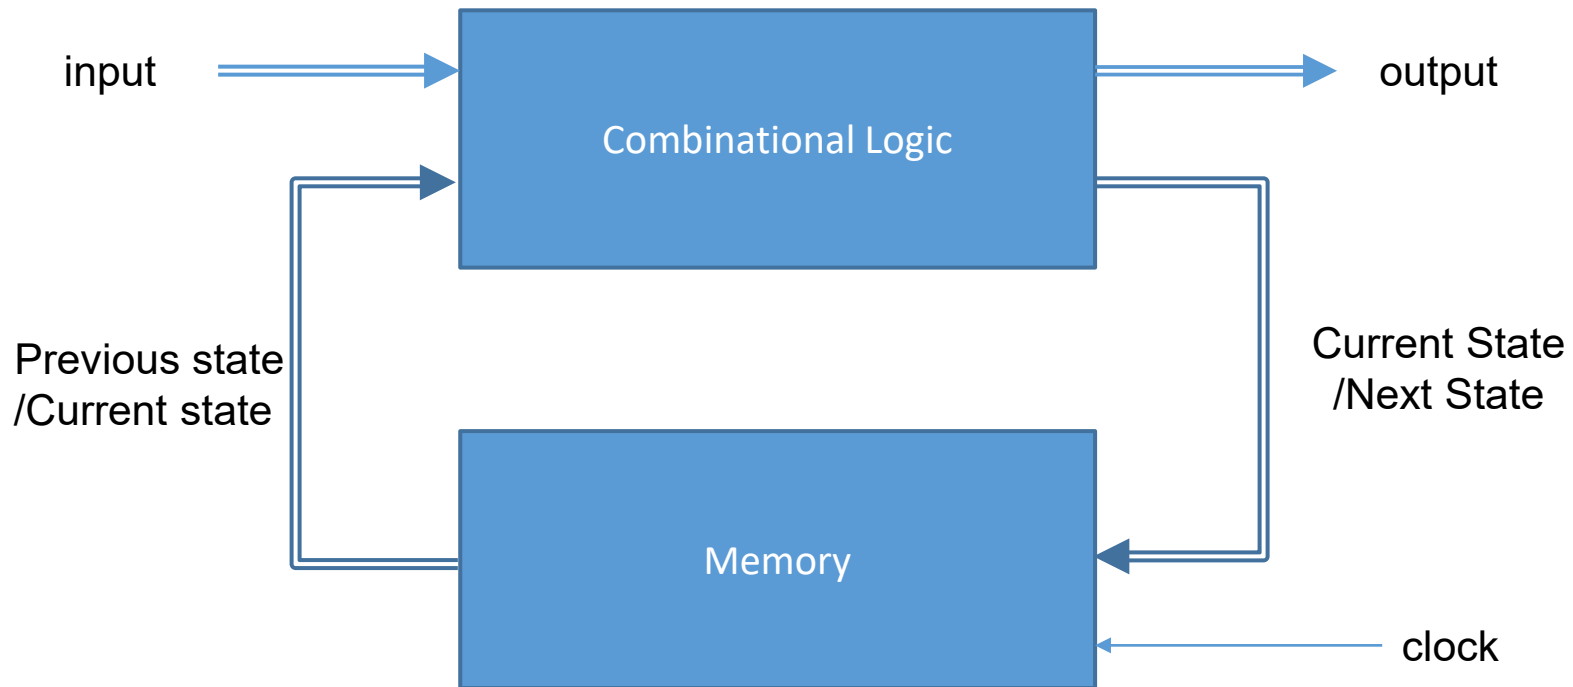 input
output
Combinational Logic
Previous state
/Current state
Current State
/Next State
Memory
clock